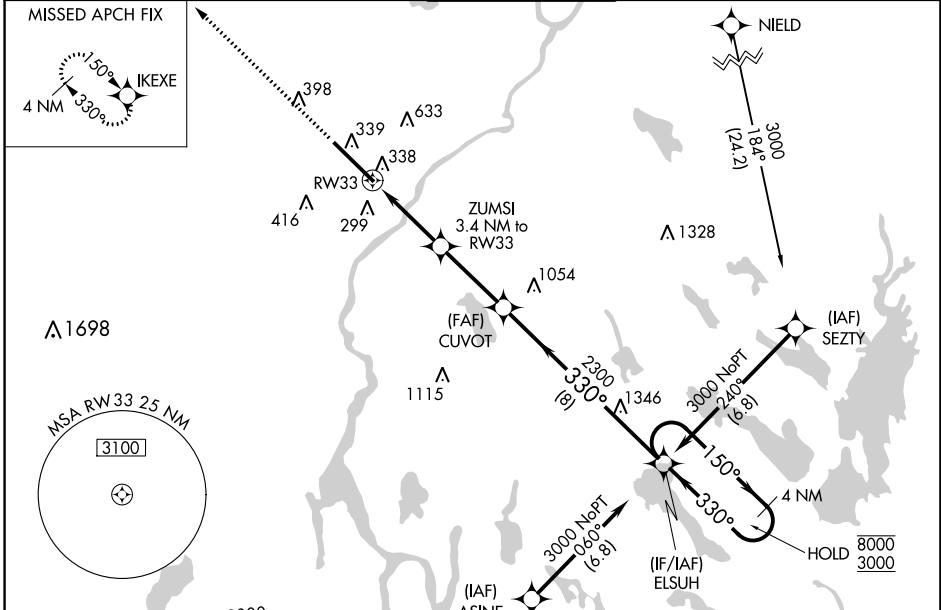 MISSED APCH FIX
150°
IKEXE
4 NM
330°
398
633
339
338
RW33
416
299
ZUMSI
3.4 NM to
RW33
NIELD
3000
184°
(24.2)
1328
1054
(FAF)
CUVOT
1698
1115
2300
330°
(8)
1346
(IAF)
SEZTY
3000 NoPT
240°
(6.8)
MSA RW33 25 NM
3100
150°
330°
4 NM
HOLD
8000
3000
(IF/IAF)
ELSUH
3000 NoPT
060°
(6.8)
(IAF)